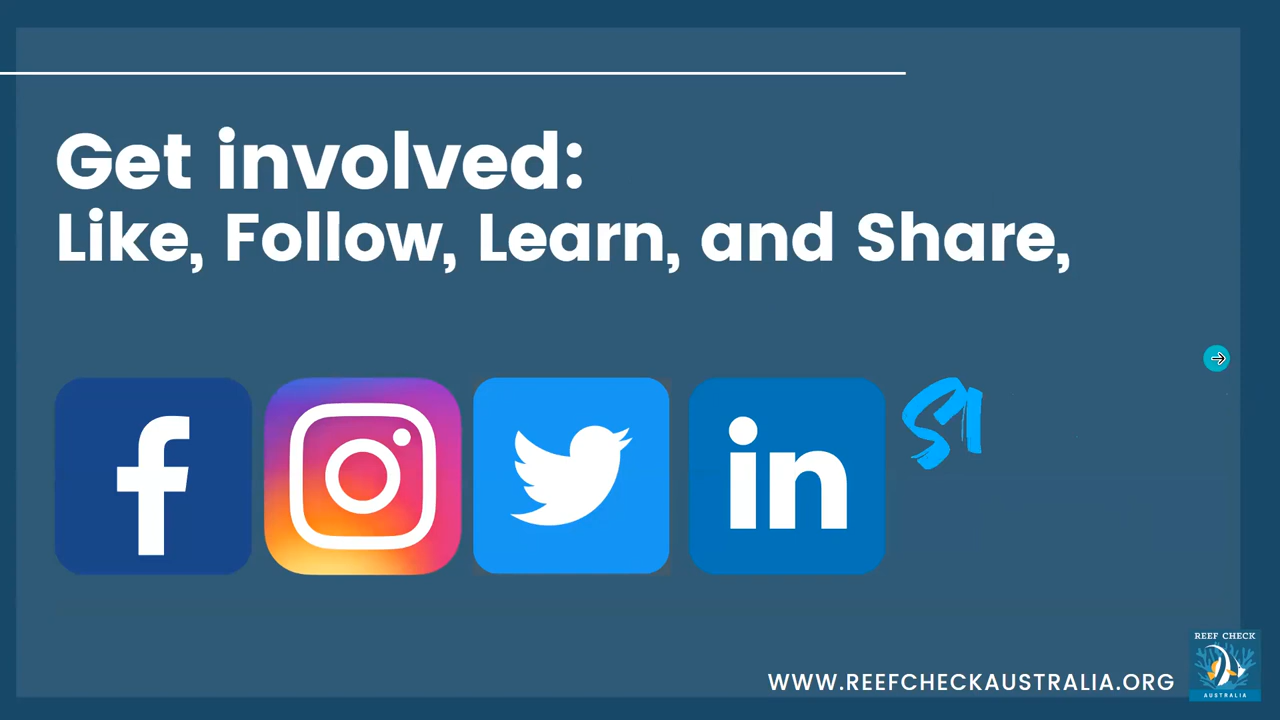 Get involved:
Like, Follow, Learn, and Share,
f
in
WWW.REEFCHECKAUSTRALIA.ORG
REEF CHECK
AUSTRALIA